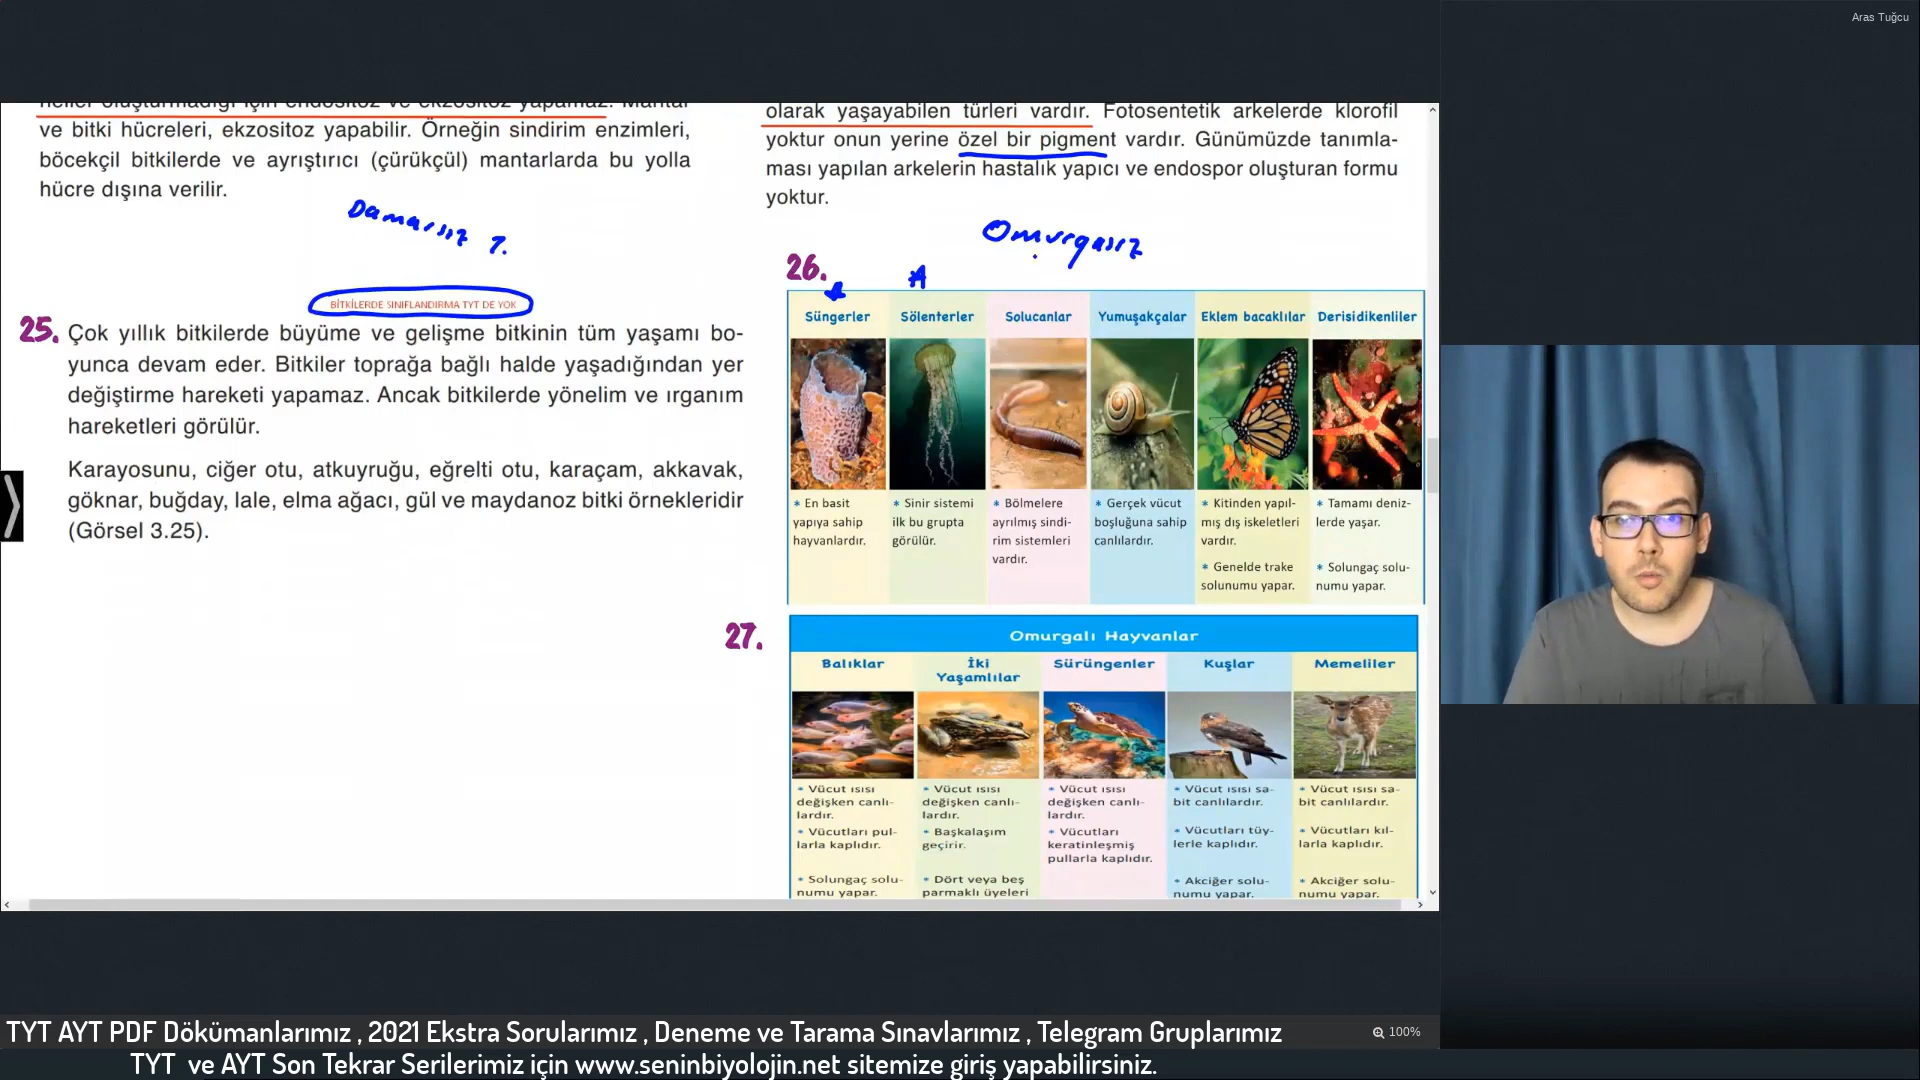 Aras Tuğcu
neller oluşturmadığı için endositoz ve ekzositoz yapamaz. Mantar
ve bitki hücreleri, ekzositoz yapabilir. Örneğin sindirim enzimleri,
böcekçil bitkilerde ve ayrıştırıcı (çürükçül) mantarlarda bu yolla
hücre dışına verilir.
Damarsız T.
BİTKİLERDE SINIFLANDIRMA TYT DE YOK
25. Çok yıllık bitkilerde büyüme ve gelişme bitkinin tüm yaşamı bo-
yunca devam eder. Bitkiler toprağa bağlı halde yaşadığından yer
değiştirme hareketi yapamaz. Ancak bitkilerde yönelim ve ırganım
hareketleri görülür.
Karayosunu, ciğer otu, atkuyruğu, eğrelti otu, karaçam, akkavak,
göknar, buğday, lale, elma ağacı, gül ve maydanoz bitki örnekleridir
(Görsel 3.25).
olarak yaşayabilen türleri vardır. Fotosentetik arkelerde klorofil
yoktur onun yerine özel bir pigment vardır. Günümüzde tanımla-
ması yapılan arkelerin hastalık yapıcı ve endospor oluşturan formu
yoktur.
Omurgasız
26.
A
Süngerler
* En basit
yapıya sahip
hayvanlardır.
Sölenterler
* Sinir sistemi
ilk bu grupta
görülür.
Solucanlar
* Bölmelere
ayrılmış sindi-
rim sistemleri
vardır.
Yumuşakçalar
* Gerçek vücut
boşluğuna sahip
canlılardır.
Eklem bacaklılar
* Kitinden yapıl-
mış dış iskeletleri
vardır.
* Genelde trake
solunumu yapar.
Derisidikenliler
* Tamamı deniz-
lerde yaşar.
* Solungaç solu-
numu yapar.
27.
Omurgalı Hayvanlar
Balıklar
* Vücut ısısı
değişken canlı-
lardır.
* Vücutları pul-
larla kaplıdır.
* Solungaç solu-
numu yapar.
İki
Yaşamlılar
* Vücut ısısı
değişken canlı-
lardır.
* Başkalaşım
geçirir.
* Dört veya beş
parmaklı üyeleri
Sürüngenler
* Vücut ısısı
değişken canlı-
lardır.
* Vücutları
keratinleşmiş
pullarla kaplıdır.
Kuşlar
* Vücut ısısı sa-
bit canlılardır.
* Vücutları tüy-
lerle kaplıdır.
* Akciğer solu-
numu yapar.
Memeliler
* Vücut ısısı sa-
bit canlılardır.
* Vücutları kıl-
larla kaplıdır.
* Akciğer solu-
numu yapar.
100%
TYT AYT PDF Dökümanlarımız , 2021 Ekstra Sorularımız , Deneme ve Tarama Sınavlarımız , Telegram Gruplarımız
TYT ve AYT Son Tekrar Serilerimiz için www.seninbiyolojin.net sitemize giriş yapabilirsiniz.